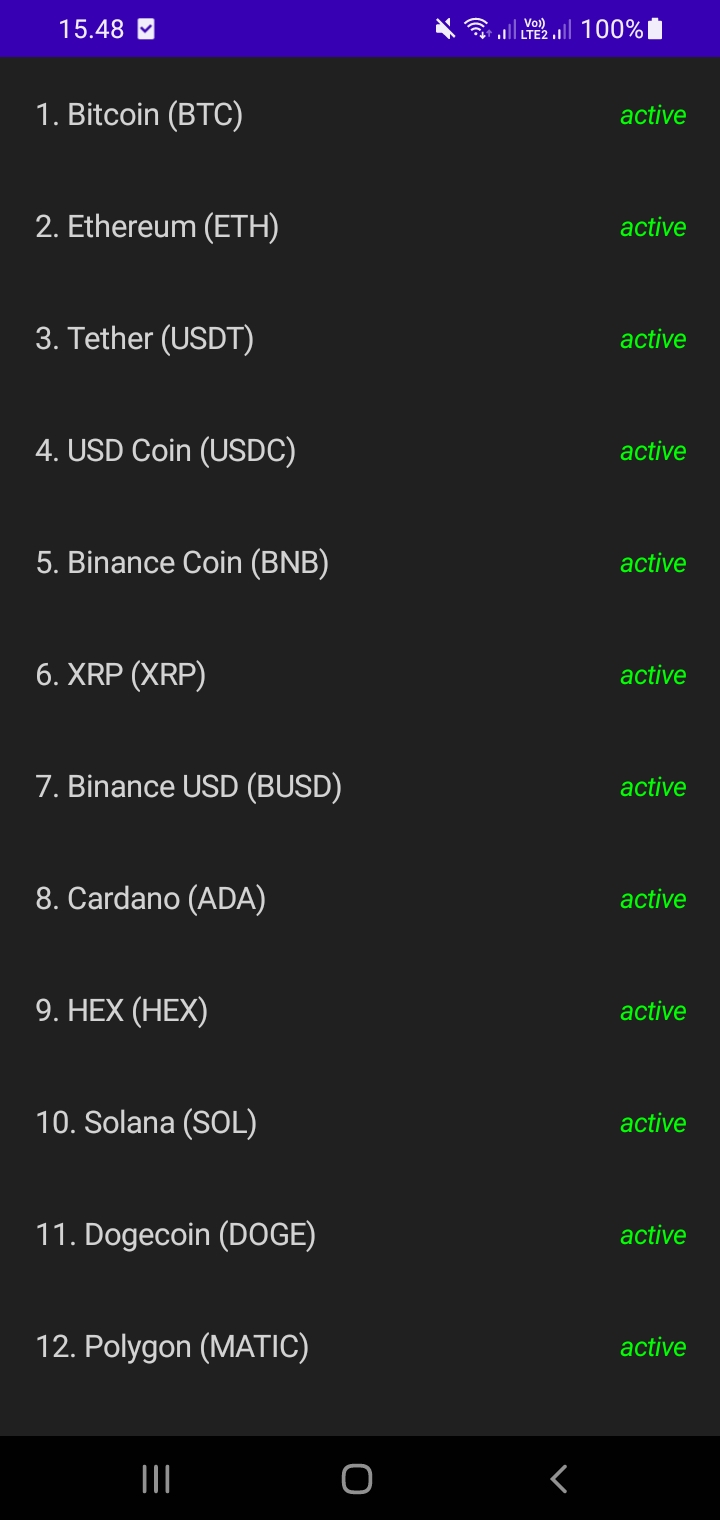 15.48
Vo)) LTE2 100%
1. Bitcoin (BTC) active
2. Ethereum (ETH) active
3. Tether (USDT) active
4. USD Coin (USDC) active
5. Binance Coin (BNB) active
6. XRP (XRP) active
7. Binance USD (BUSD) active
8. Cardano (ADA) active
9. HEX (HEX) active
10. Solana (SOL) active
11. Dogecoin (DOGE) active
12. Polygon (MATIC) active